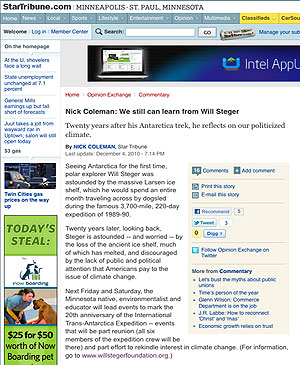 StarTribune.com | MINNEAPOLIS - ST. PAUL, MINNESOTA
Home | Local | Sports | Business | Politics | Lifestyle | Entertainment | Opinion | Multimedia | Classifieds | CarSou
Welcome | Log In | Member Center
Search:
GO
Manage your subs
On the homepage
At the U, shovelers face a long wait
State unemployment unchanged at 7.1 percent
General Mills earnings up but fall short of forecasts
Juut takes a jolt from wayward car in Uptown; salon will still open today
$3 gas
Twin Cities gas prices on the way up
Intel AppU
Home | Opinion | Commentary
Nick Coleman: We still can learn from Will Steger
Twenty years after his Antarctica trek, he reflects on our politicized climate.
By NICK COLEMAN, Star Tribune
Last update: December 4, 2010 - 7:14 PM
Seeing Antarctica for the first time,
polar explorer Will Steger was
astounded by the massive Larsen ice
shelf, which he would spend an entire
month traveling across by dogsled
during the famous 3,700-mile, 220-day
expedition of 1989-90.
Twenty years later, looking back,
Steger is astounded -- and worried -- by
the loss of the ancient ice shelf, much
of which has melted, and discouraged
by the lack of public and political
attention that Americans pay to the
issue of climate change.
Next Friday and Saturday, the
Minnesota native, environmentalist and
educator will lead events to mark the
20th anniversary of the International
Trans-Antarctica Expedition -- events
that will be part reunion (all six
members of the expedition crew will be
there) and part effort to rekindle interest in climate change. (For information,
go to www.willstegerfoundation.org.)
Comments
Add comment
Print this story
E-mail this story
Recommend 5
Tweet 3
0 Digg
Follow Opinion Exchange on Twitter
More from Commentary
Let's bust the myths about public unions
Time's person of the year
Glenn Wilson: Commerce Department is on the job
J.R. Labbe: How to reconnect 'Christ' and 'mas'
Economic growth relies on trust
TODAY'S
STEAL:
now boarding
$25 for $50
worth of Now
Boarding pet